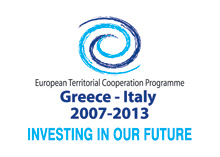 European Territorial Cooperation Programme
Greece - Italy
2007-2013
INVESTING IN OUR FUTURE